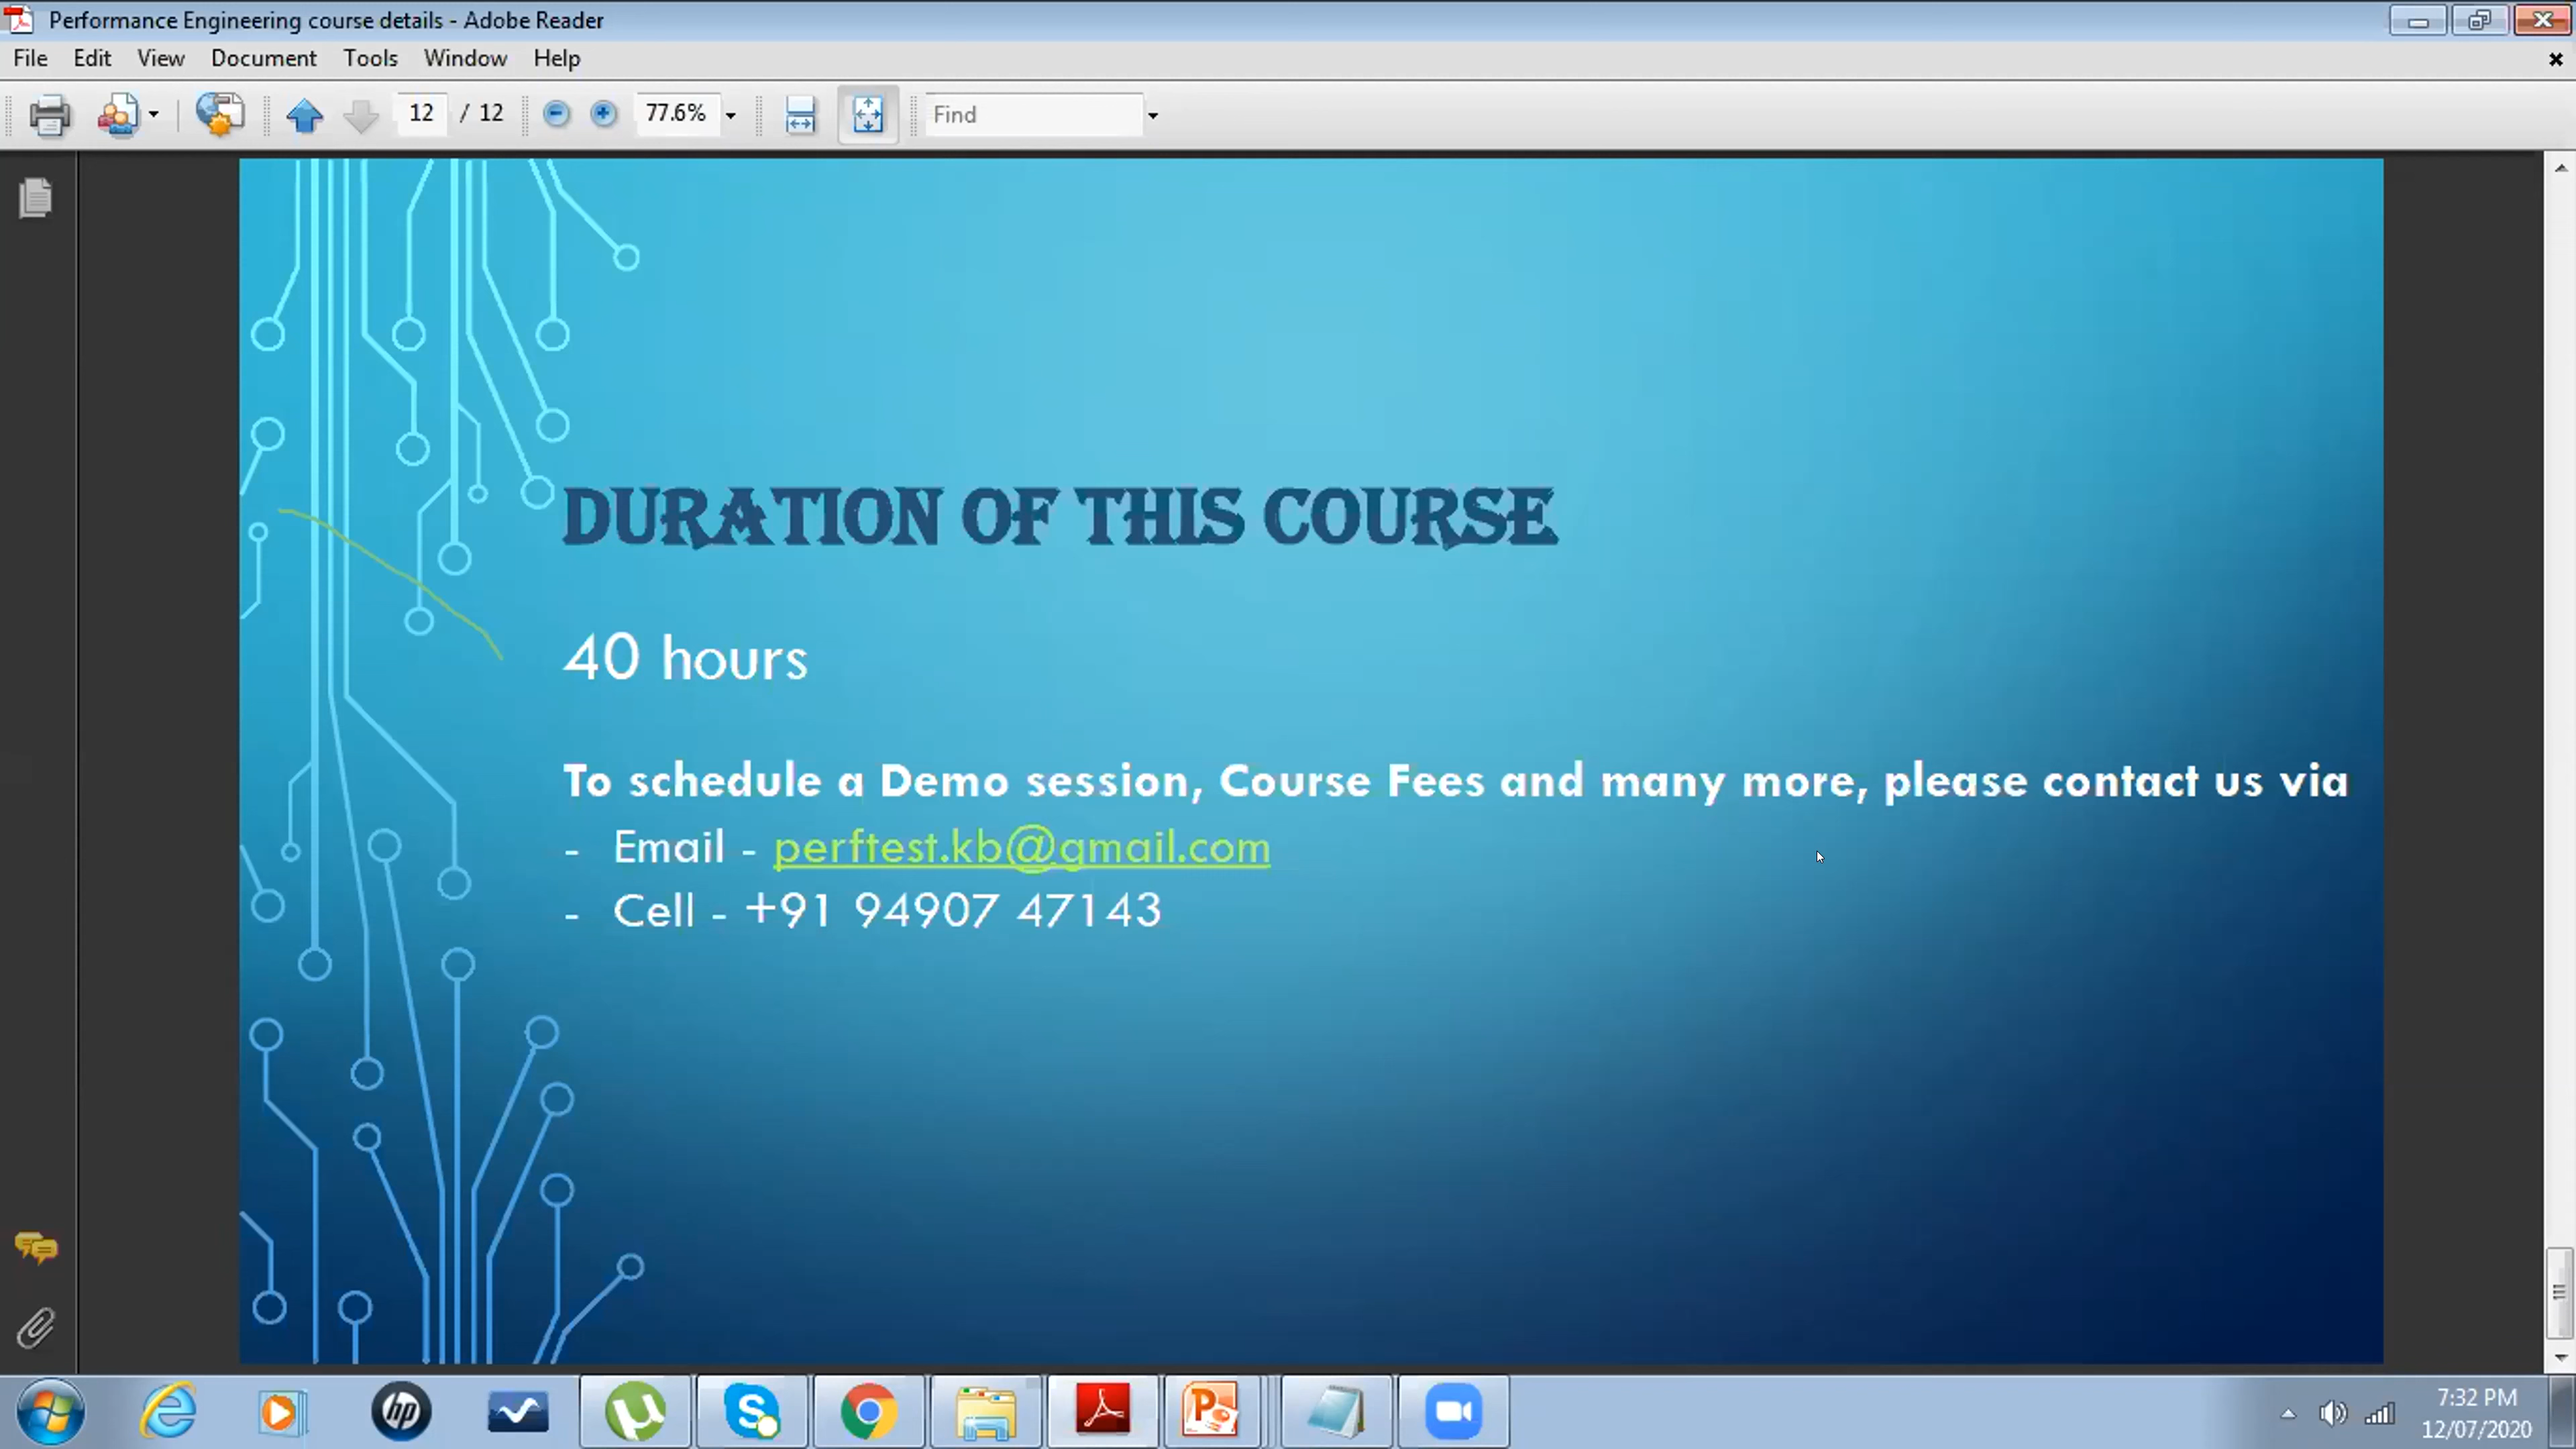 Performance Engineering course details - Adobe Reader
File Edit View Document Tools Window Help
12 / 12 77.6% Find
DURATION OF THIS COURSE
40 hours
To schedule a Demo session, Course Fees and many more, please contact us via
- Email - perftest.kb@gmail.com
- Cell - +91 94907 47143
7:32 PM
12/07/2020